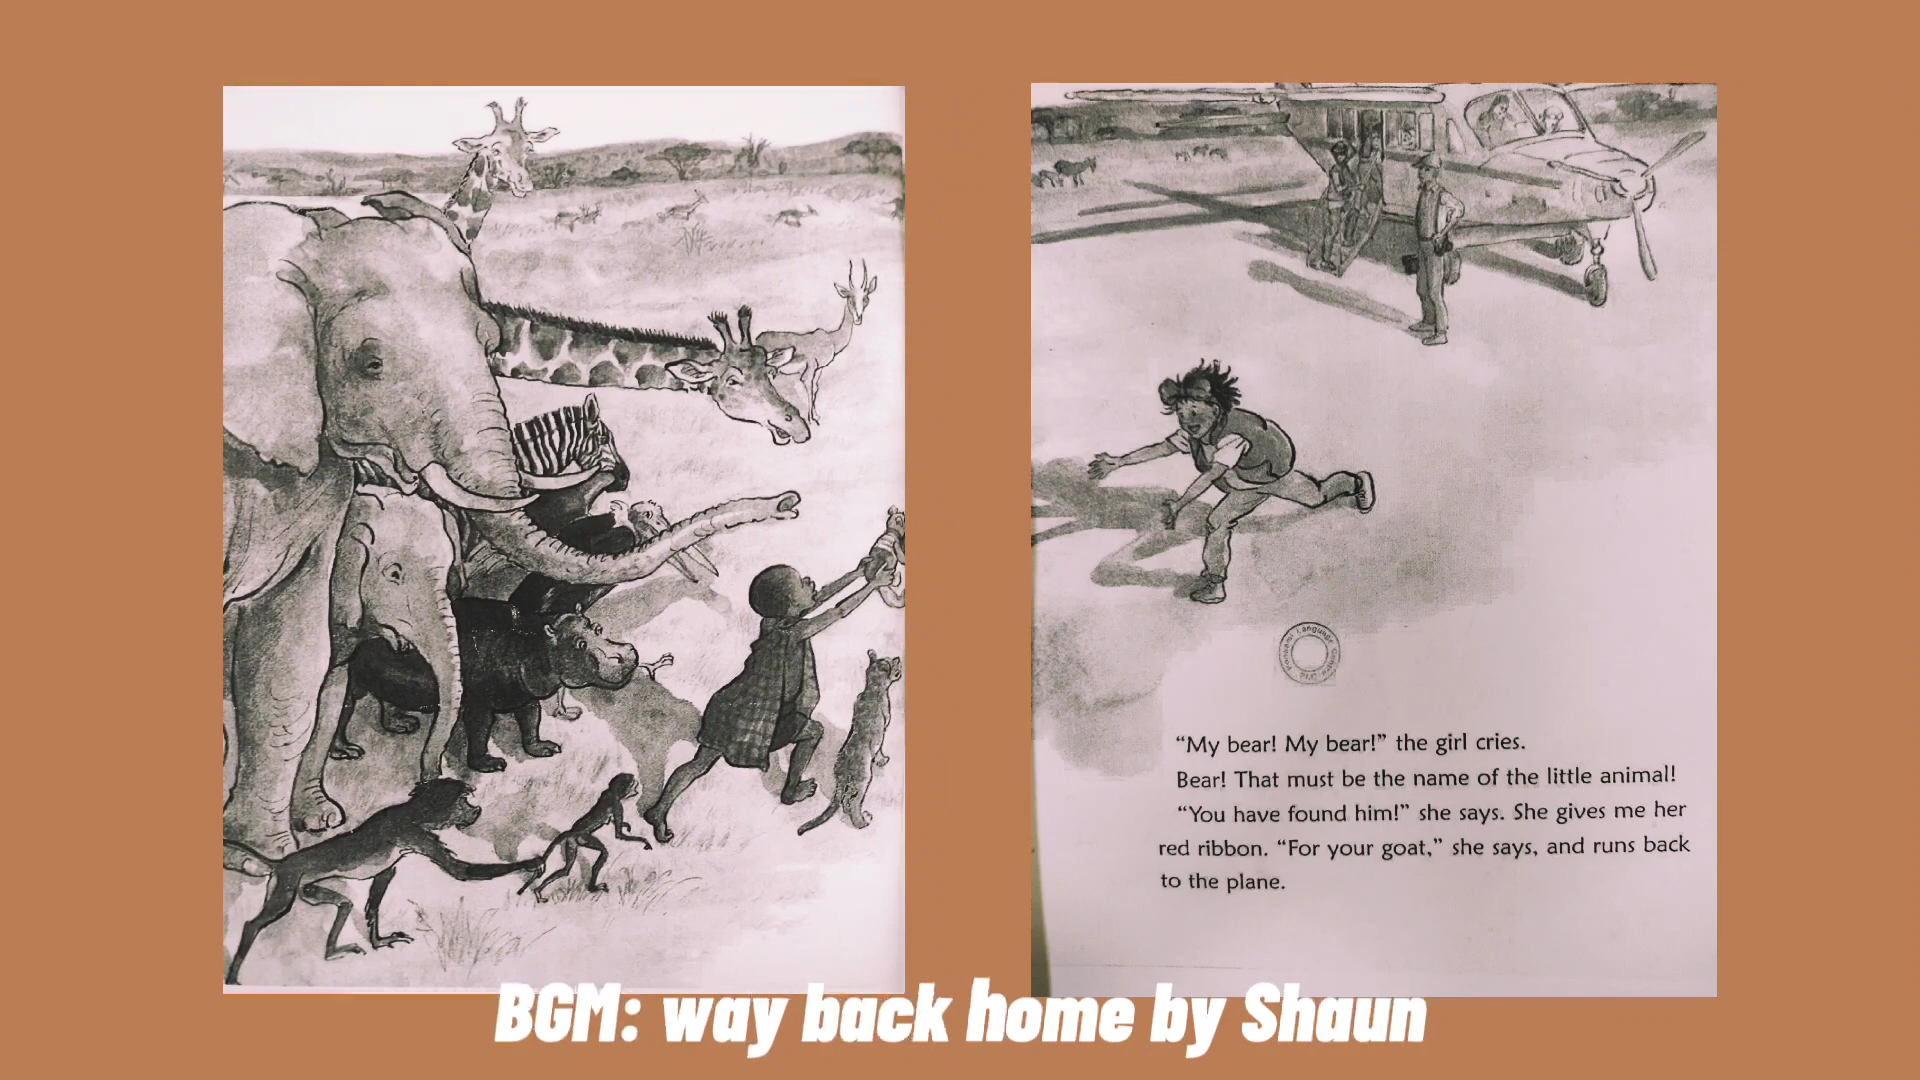 Language Centre
“My bear! My bear!” the girl cries.
Bear! That must be the name of the little animal!
“You have found him!” she says. She gives me her
red ribbon. “For your goat,” she says, and runs back
to the plane.
BGM: way back home by Shaun